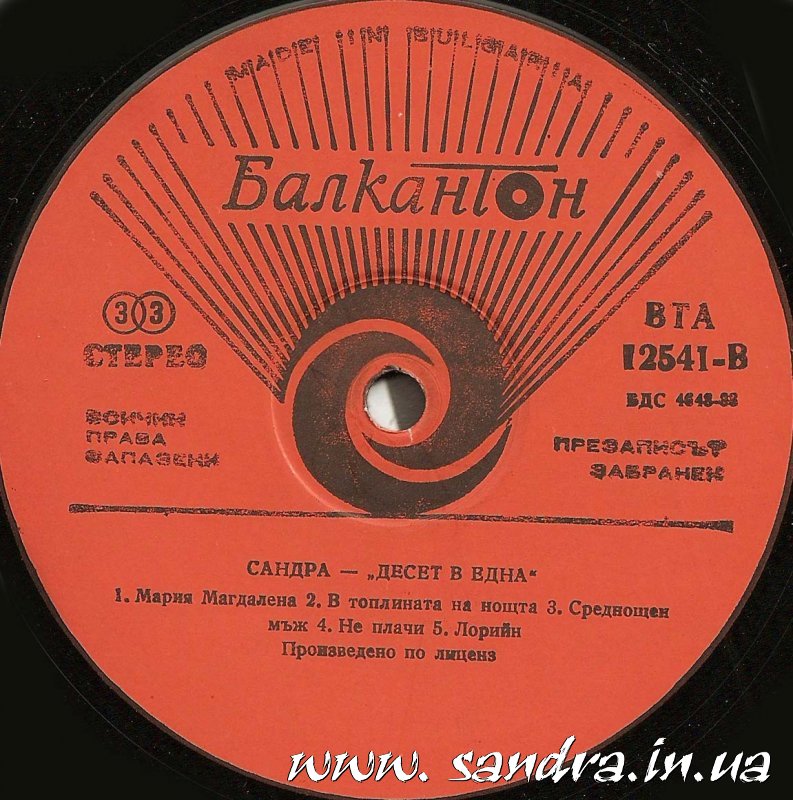 MADE IN BULGARIA
Балкантон
33
СТЕРЕО
ВТА
12541-В
БДС 4648-82
ВСИЧКИ
ПРАВА
ЗАПАЗЕНИ
ПРЕЗАПИСЪТ
ЗАБРАНЕН
САНДРА — „ДЕСЕТ В ЕДНА“
1. Мария Магдалена 2. В топлината на нощта 3. Среднощен
мъж 4. Не плачи 5. Лорийн
Произведено по лиценз
www. sandra.in.ua